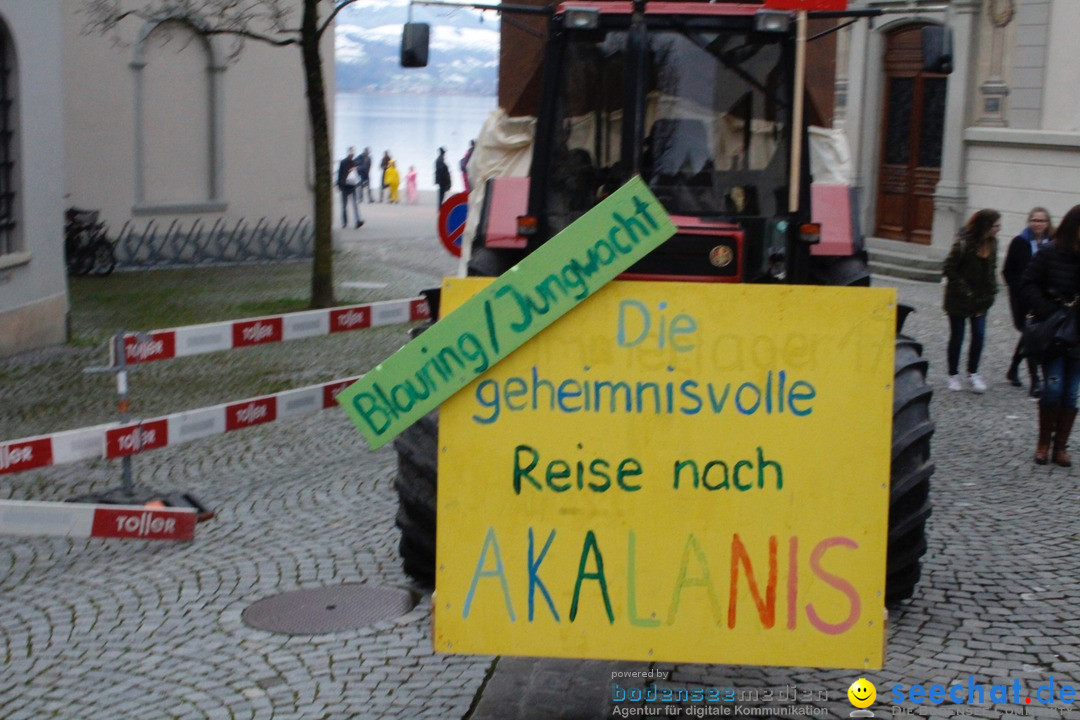 Blauring/Jungwacht
Die
geheimnisvolle
Reise nach
AKALANIS
TOLLER
TOLLER
TOLLER
TOLLER
TOLLER
TOLLER
TOLLER
powered by
bodenseemedien
Agentur für digitale Kommunikation
seechat.de